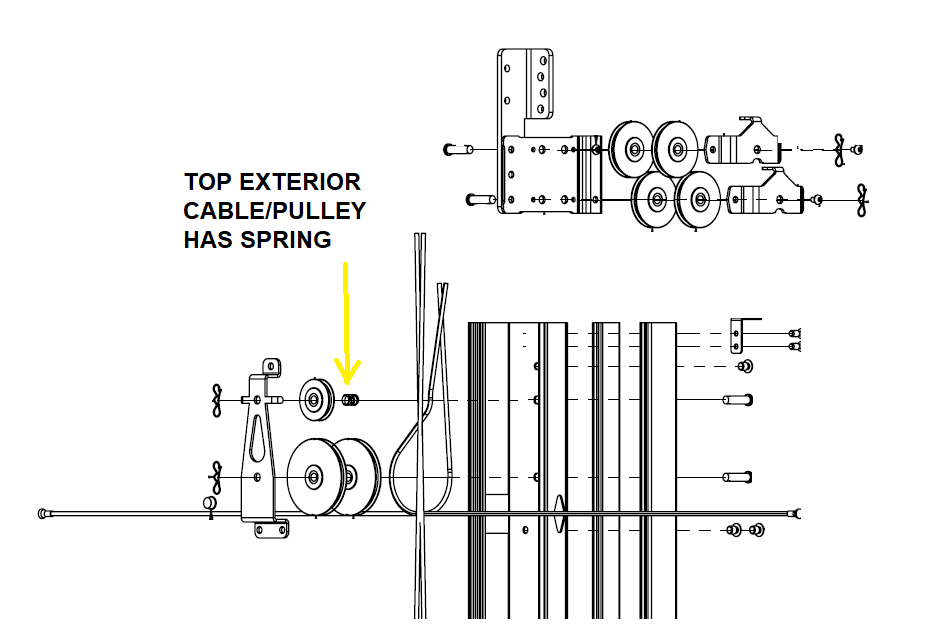 TOP EXTERIOR
CABLE/PULLEY
HAS SPRING